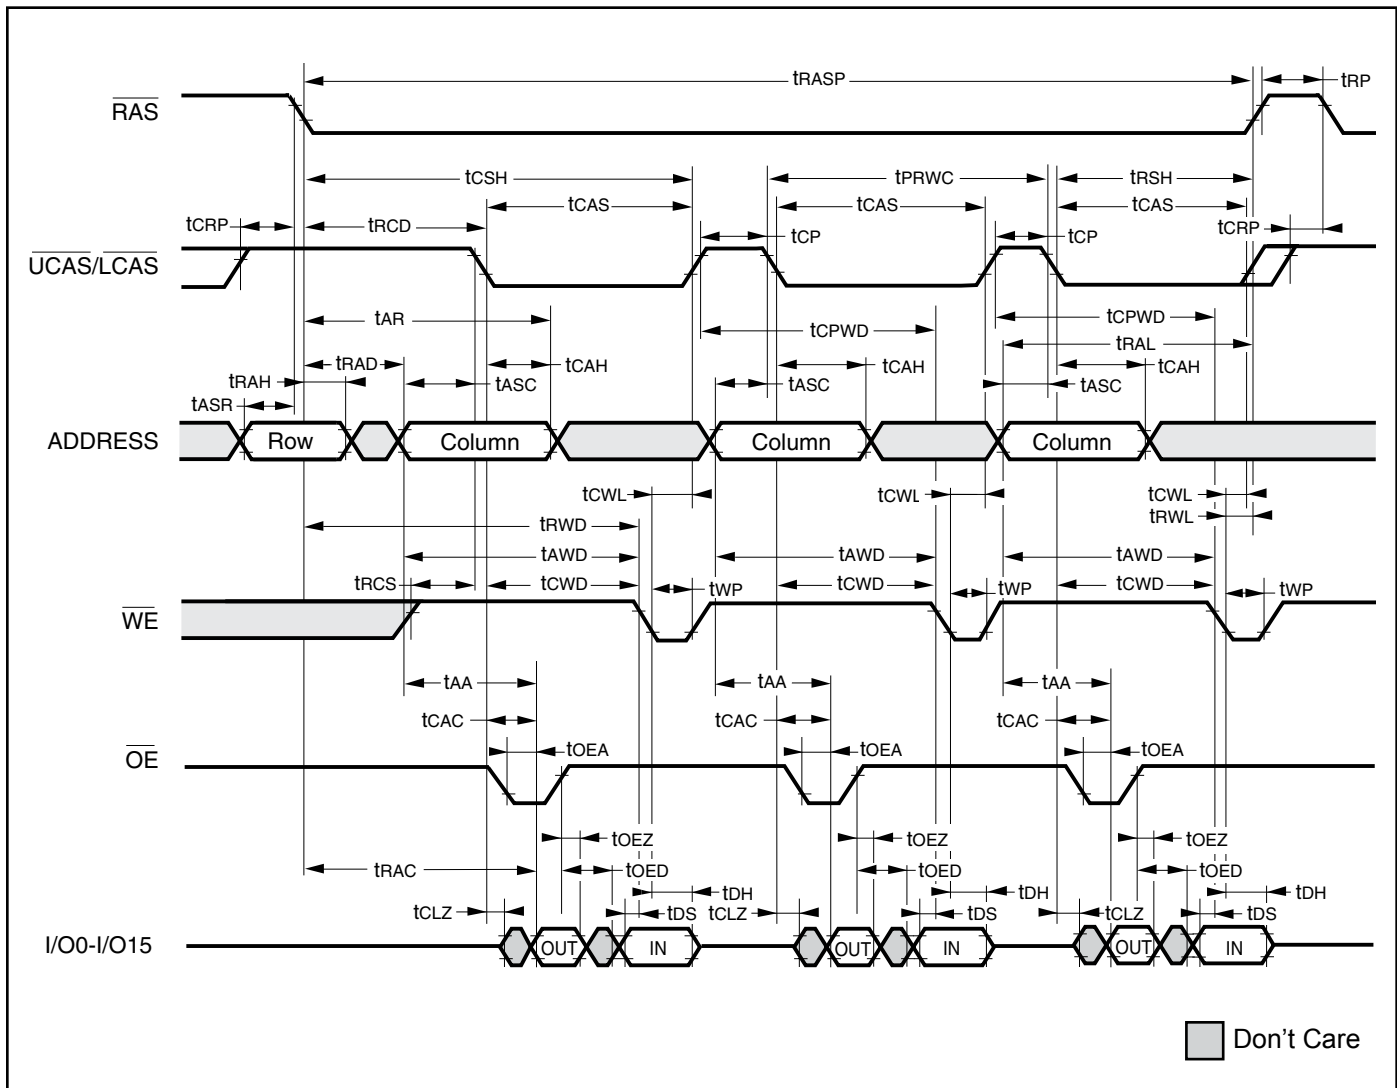 tRASP
tRP
RAS
tCSH
tPRWC
tRSH
tCAS
tCAS
tCAS
tCRP
tRCD
tCP
tCP
tCRP
UCAS/LCAS
tAR
tCPWD
tCPWD
tRAL
tRAD
tCAH
tCAH
tCAH
tRAH
tASC
tASC
tASC
tASR
ADDRESS
Row
Column
Column
Column
tCWL
tCWL
tCWL
tRWL
tRWD
tAWD
tAWD
tAWD
tRCS
tCWD
tWP
tCWD
tWP
tCWD
tWP
WE
tAA
tAA
tAA
tCAC
tCAC
tCAC
tOEA
tOEA
tOEA
OE
tOEZ
tOEZ
tOEZ
tRAC
tOED
tOED
tOED
tDH
tDH
tDH
tCLZ
tDS
tCLZ
tDS
tCLZ
tDS
I/O0-I/O15
OUT
IN
OUT
IN
OUT
IN
Don't Care